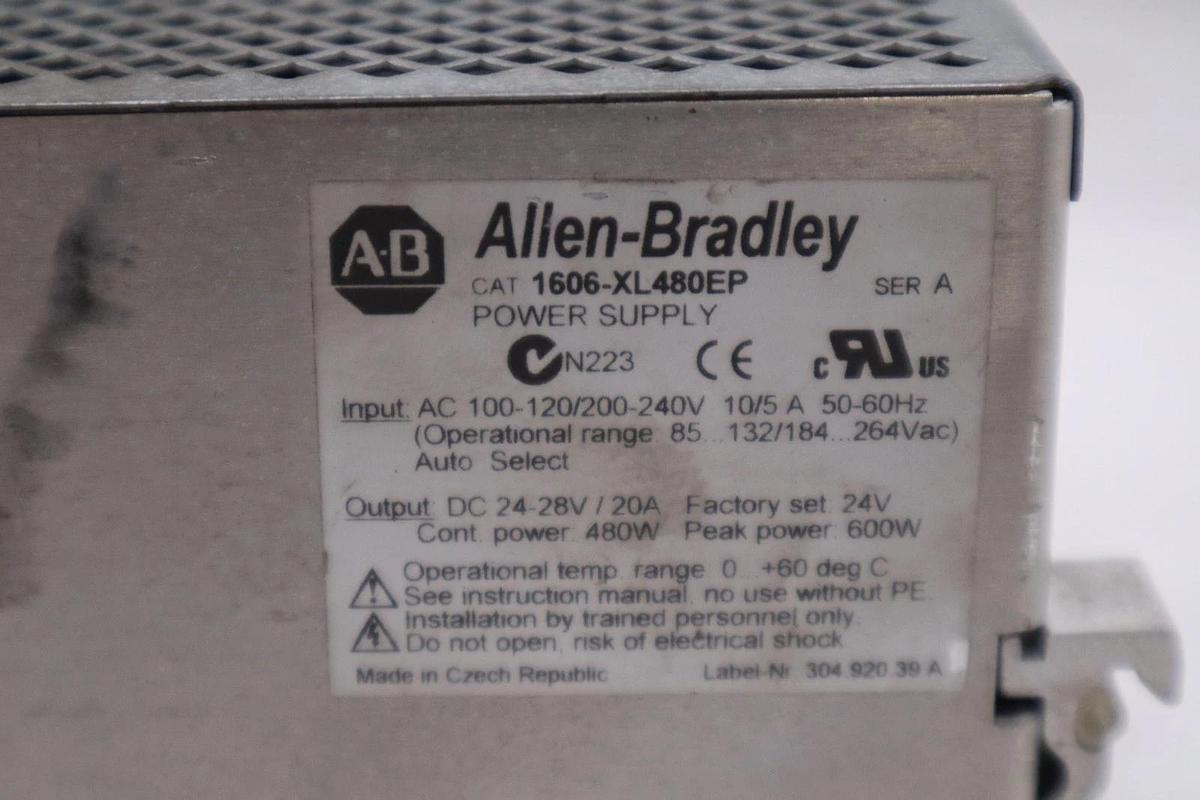 A·B Allen-Bradley
CAT 1606-XL480EP SER A
POWER SUPPLY
N223 CE c RU US
Input: AC 100-120/200-240V 10/5 A 50-60Hz
(Operational range: 85...132/184...264Vac)
Auto Select
Output: DC 24-28V / 20A Factory set: 24V
Cont. power: 480W Peak power: 600W
Operational temp. range 0...+60 deg C
See instruction manual, no use without PE.
Installation by trained personnel only.
Do not open, risk of electrical shock.
Made in Czech Republic Label-Nr. 304.920.39 A